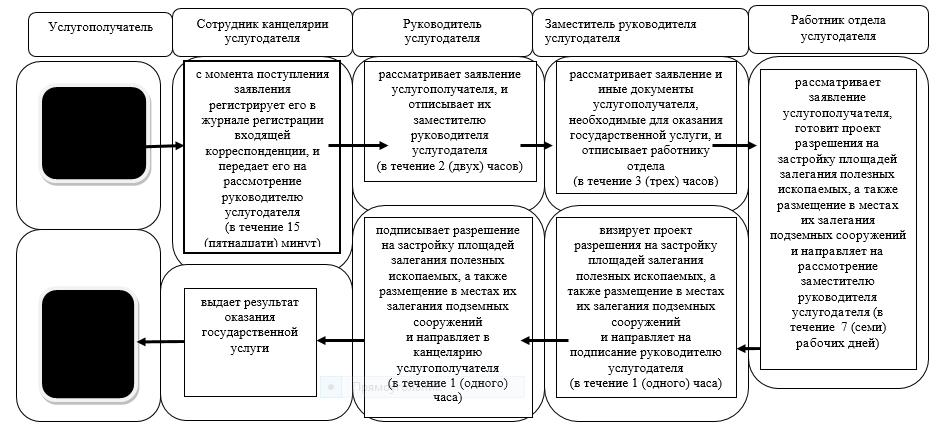 Услугополучатель
Сотрудник канцелярии
услугодателя
Руководитель
услугодателя
Заместитель руководителя
услугодателя
Работник отдела
услугодателя
с момента поступления
заявления
регистрирует его в
журнале регистрации
входящей
корреспонденции, и
передает его на
рассмотрение
руководителю
услугодателя
(в течение 15
(пятнадцати) минут)
рассматривает заявление
услугополучателя, и
отписывает их
заместителю
руководителя
услугодателя
(в течение 2 (двух) часов)
рассматривает заявление и
иные документы
услугополучателя,
необходимые для оказания
государственной услуги, и
отписывает работнику
отдела
(в течение 3 (трех) часов)
рассматривает
заявление
услугополучателя,
готовит проект
разрешения на
застройку площадей
залегания полезных
ископаемых, а также
размещение в местах
их залегания
подземных сооружений
и направляет на
рассмотрение
заместителю
руководителя
услугодателя (в
течение 7 (семи)
рабочих дней)
визирует проект
разрешения на застройку
площадей залегания
полезных ископаемых, а
также размещение в местах
их залегания подземных
сооружений
и направляет на
подписание руководителю
услугодателя
(в течение 1 (одного) часа)
подписывает разрешение
на застройку площадей
залегания полезных
ископаемых, а также
размещение в местах их
залегания подземных
сооружений
и направляет в
канцелярию
услугополучателя
(в течение 1 (одного)
часа)
выдает результат
оказания
государственной
услуги